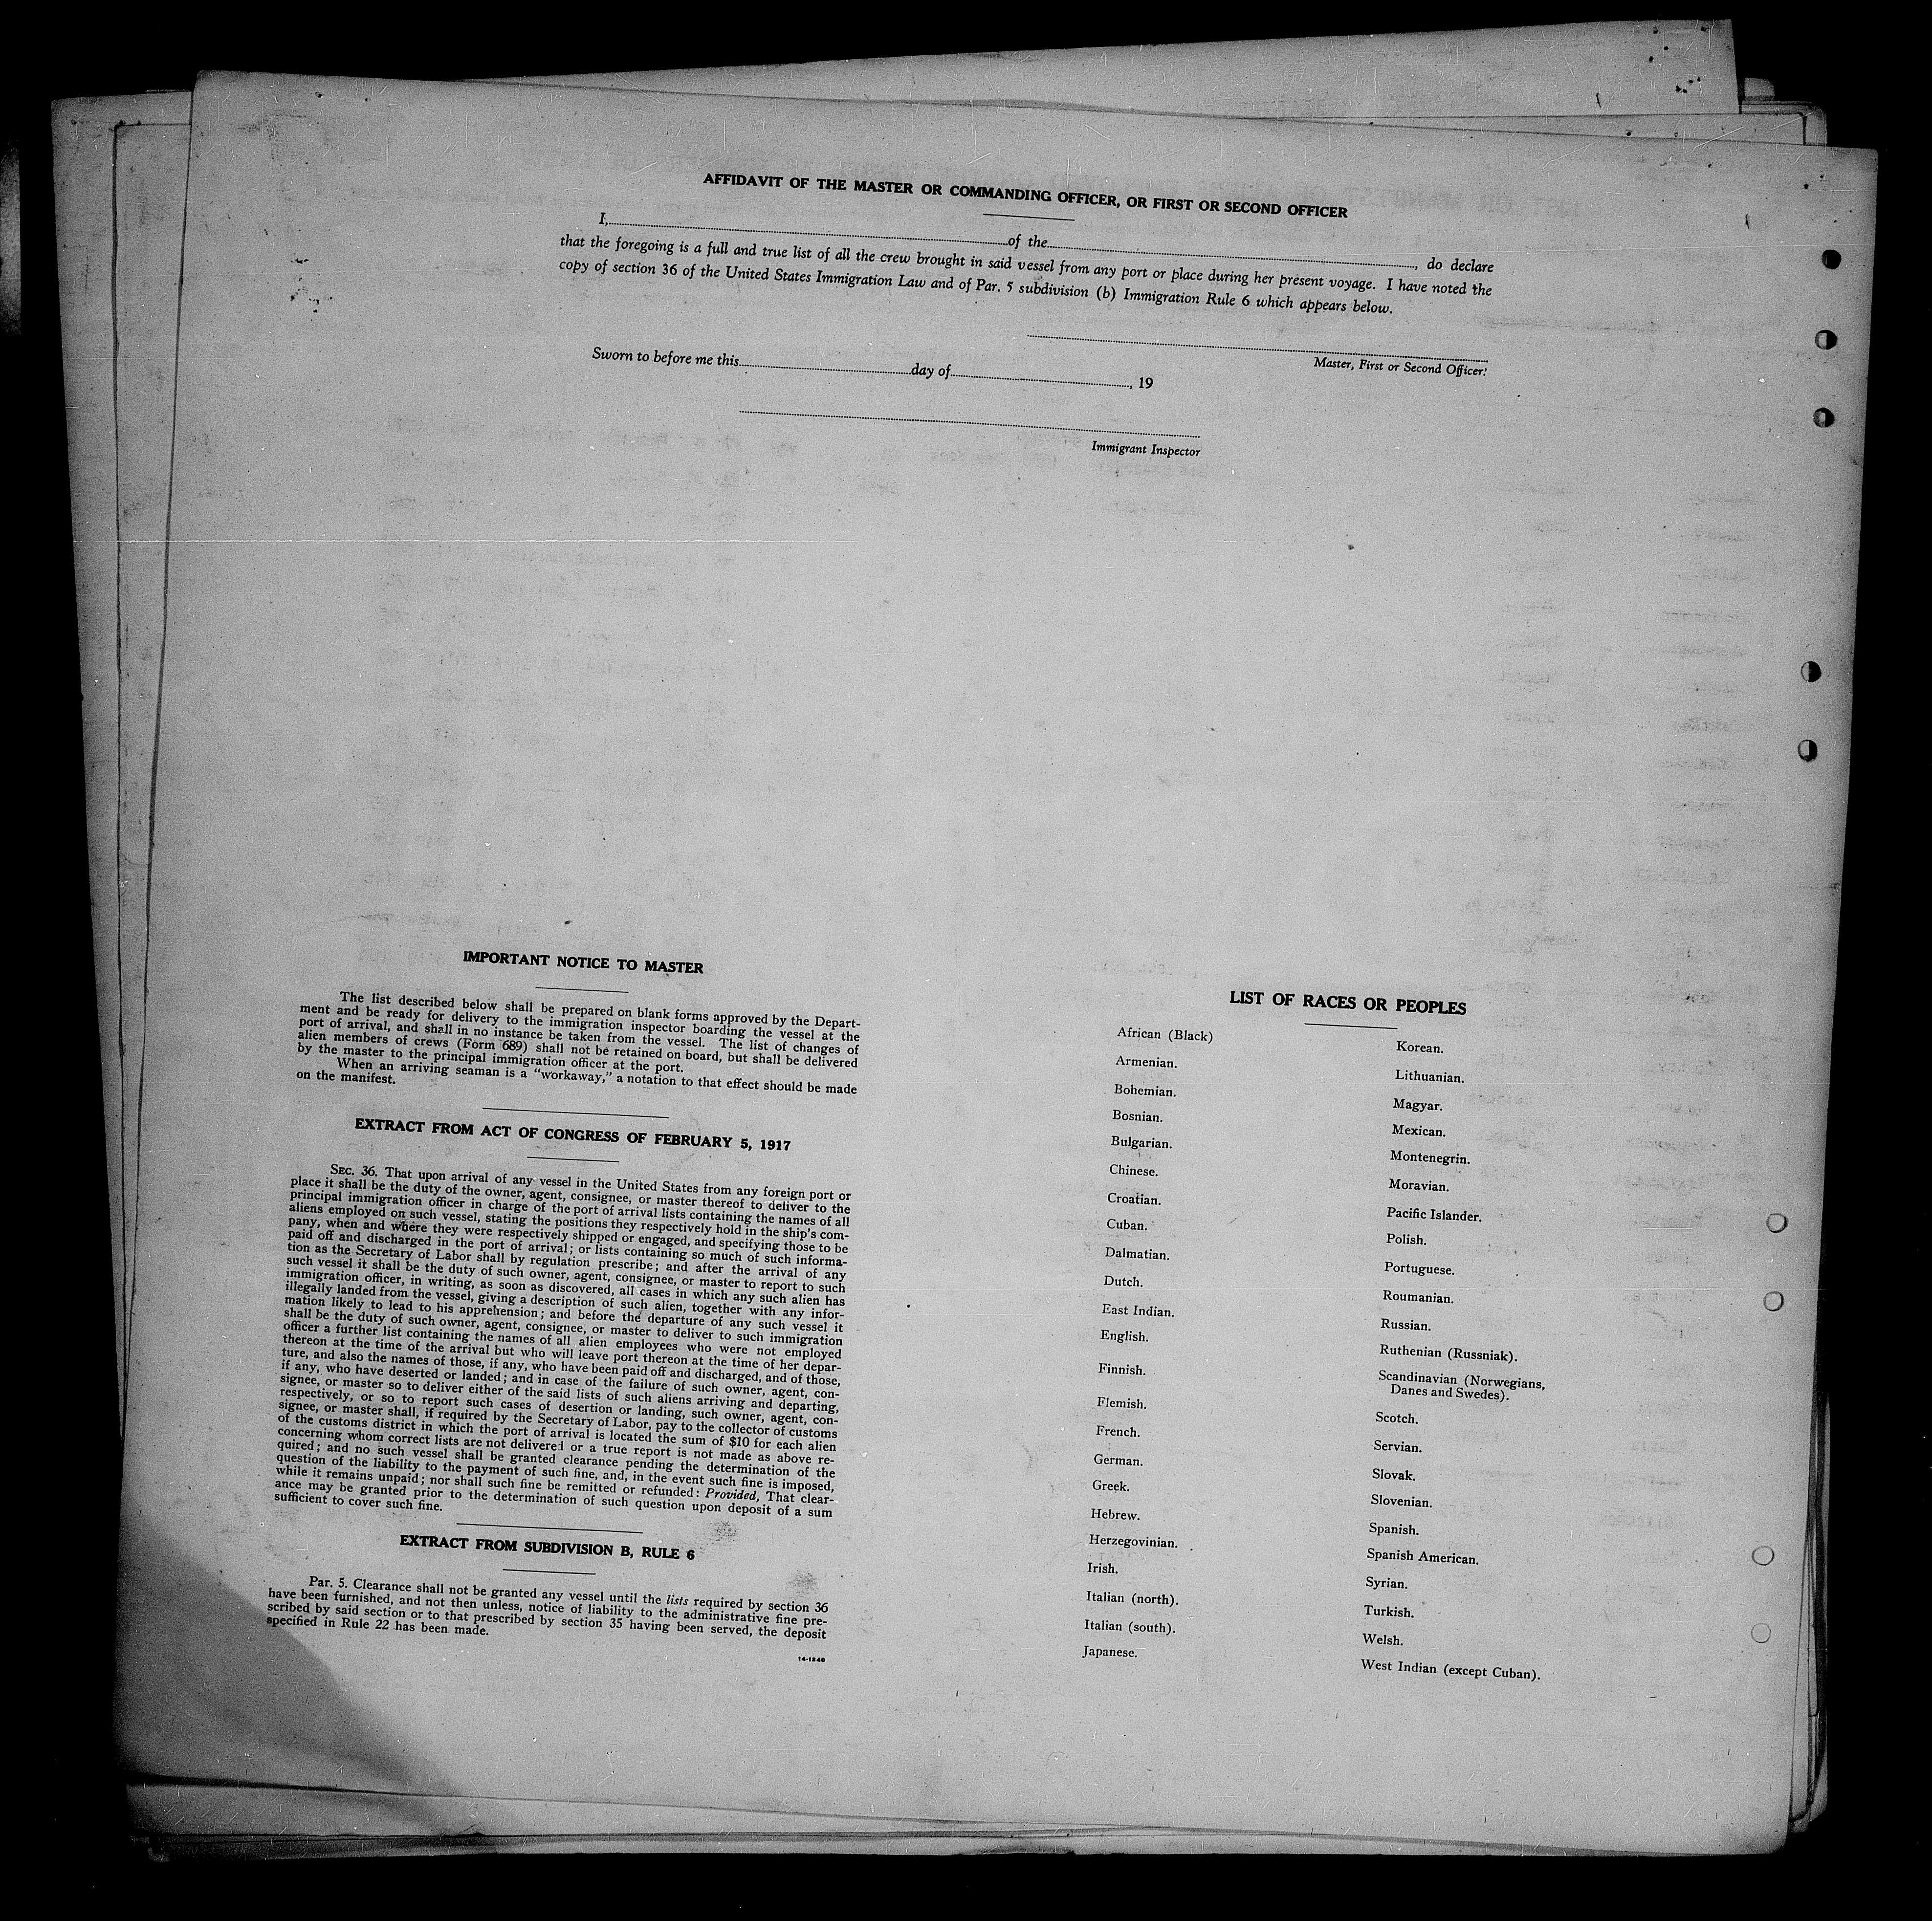 AFFIDAVIT OF THE MASTER OR COMMANDING OFFICER, OR FIRST OR SECOND OFFICER
I, of the , do declare
that the foregoing is a full and true list of all the crew brought in said vessel from any port or place during her present voyage. I have noted the
copy of section 36 of the United States Immigration Law and of Par. 5 subdivision (b) Immigration Rule 6 which appears below.
Master, First or Second Officer.
Sworn to before me this day of , 19
Immigrant Inspector
IMPORTANT NOTICE TO MASTER
The list described below shall be prepared on blank forms approved by the Depart-
ment and be ready for delivery to the immigration inspector boarding the vessel at the
port of arrival, and shall in no instance be taken from the vessel. The list of changes of
alien members of crews (Form 689) shall not be retained on board, but shall be delivered
by the master to the principal immigration officer at the port.
When an arriving seaman is a "workaway," a notation to that effect should be made
on the manifest.
EXTRACT FROM ACT OF CONGRESS OF FEBRUARY 5, 1917
SEC. 36. That upon arrival of any vessel in the United States from any foreign port or
place it shall be the duty of the owner, agent, consignee, or master thereof to deliver to the
principal immigration officer in charge of the port of arrival lists containing the names of all
aliens employed on such vessel, stating the positions they respectively hold in the ship's com-
pany, when and where they were respectively shipped or engaged, and specifying those to be
paid off and discharged in the port of arrival; or lists containing so much of such informa-
tion as the Secretary of Labor shall by regulation prescribe; and after the arrival of any
such vessel it shall be the duty of such owner, agent, consignee, or master to report to such
immigration officer, in writing, as soon as discovered, all cases in which any such alien has
illegally landed from the vessel, giving a description of such alien, together with any infor-
mation likely to lead to his apprehension; and before the departure of any such vessel it
shall be the duty of such owner, agent, consignee, or master to deliver to such immigration
officer a further list containing the names of all alien employees who were not employed
thereon at the time of the arrival but who will leave port thereon at the time of her depar-
ture, and also the names of those, if any, who have been paid off and discharged, and of those,
if any, who have deserted or landed; and in case of the failure of such owner, agent, con-
signee, or master so to deliver either of the said lists of such aliens arriving and departing,
respectively, or so to report such cases of desertion or landing, such owner, agent, con-
signee, or master shall, if required by the Secretary of Labor, pay to the collector of customs
of the customs district in which the port of arrival is located the sum of $10 for each alien
concerning whom correct lists are not delivered or a true report is not made as above re-
quired; and no such vessel shall be granted clearance pending the determination of the
question of the liability to the payment of such fine, and, in the event such fine is imposed,
while it remains unpaid; nor shall such fine be remitted or refunded: Provided, That clear-
ance may be granted prior to the determination of such question upon deposit of a sum
sufficient to cover such fine.
EXTRACT FROM SUBDIVISION B, RULE 6
Par. 5. Clearance shall not be granted any vessel until the lists required by section 36
have been furnished, and not then unless, notice of liability to the administrative fine pre-
scribed by said section or to that prescribed by section 35 having been served, the deposit
specified in Rule 22 has been made.
14-1240
LIST OF RACES OR PEOPLES
African (Black)
Armenian.
Bohemian.
Bosnian.
Bulgarian.
Chinese.
Croatian.
Cuban.
Dalmatian.
Dutch.
East Indian.
English.
Finnish.
Flemish.
French.
German.
Greek.
Hebrew.
Herzegovinian.
Irish.
Italian (north).
Italian (south).
Japanese.
Korean.
Lithuanian.
Magyar.
Mexican.
Montenegrin.
Moravian.
Pacific Islander.
Polish.
Portuguese.
Roumanian.
Russian.
Ruthenian (Russniak).
Scandinavian (Norwegians,
Danes and Swedes).
Scotch.
Servian.
Slovak.
Slovenian.
Spanish.
Spanish American.
Syrian.
Turkish.
Welsh.
West Indian (except Cuban).